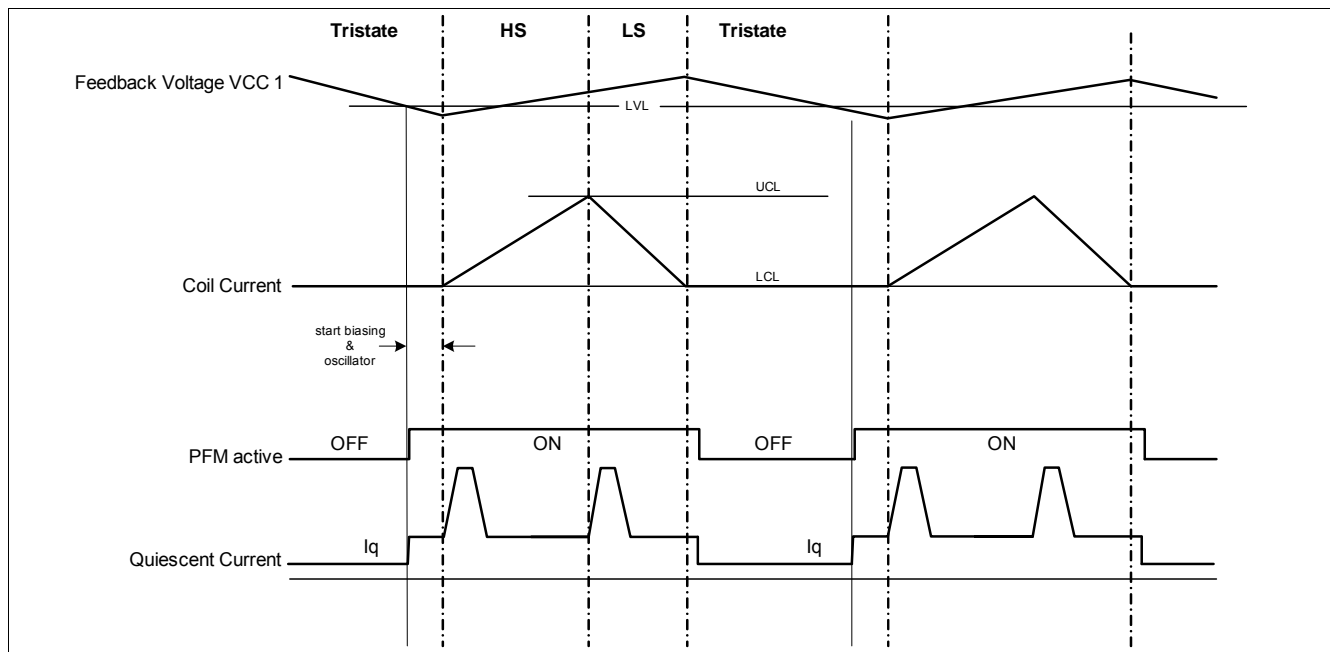 Tristate HS LS Tristate
Feedback Voltage VCC 1
LVL
UCL
Coil Current
LCL
start biasing
&
oscillator
OFF ON OFF ON
PFM active
Iq Iq
Quiescent Current